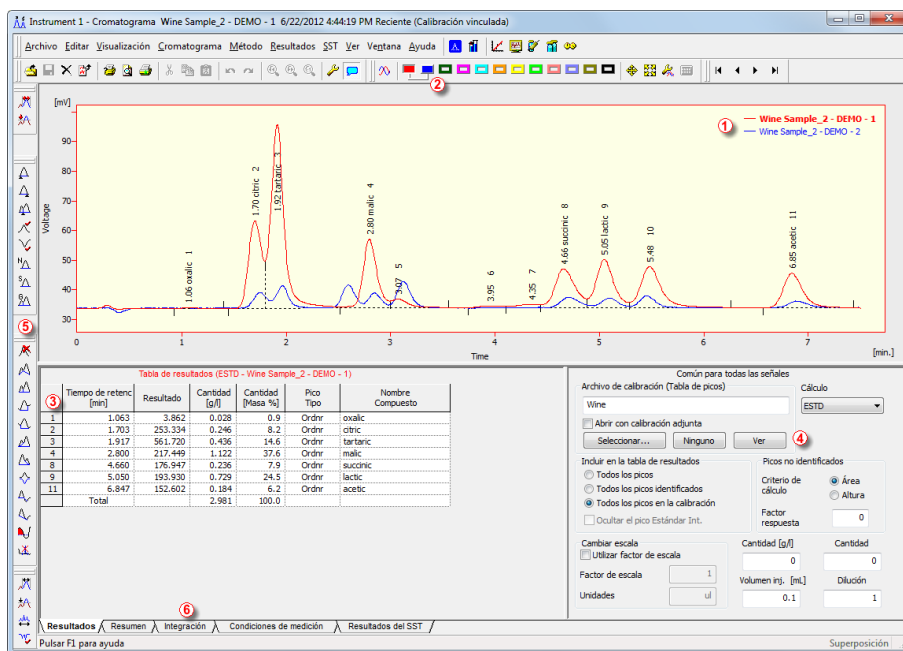 Instrument 1 - Cromatograma Wine Sample_2 - DEMO - 1 6/22/2012 4:44:19 PM Reciente (Calibración vinculada)
Archivo Editar Visualización Cromatograma Método Resultados SST Ver Ventana Ayuda
2
[mV]
1
Wine Sample_2 - DEMO - 1
Wine Sample_2 - DEMO - 2
90
80
70
60
50
40
30
Voltage
1.06 oxalic 1
1.70 citric 2
1.92 tartaric 3
2.80 malic 4
3.07 5
3.95 6
4.35 7
4.66 succinic 8
5.05 lactic 9
5.48 10
6.85 acetic 11
0 1 2 3 4 5 6 7
Time
[min.]
5
Tabla de resultados (ESTD - Wine Sample_2 - DEMO - 1)
3
Tiempo de retenc [min] Resultado Cantidad [g/l] Cantidad [Masa %] Pico Tipo Nombre Compuesto
1 1.063 3.862 0.028 0.9 Ordnr oxalic
2 1.703 253.334 0.246 8.2 Ordnr citric
3 1.917 561.720 0.436 14.6 Ordnr tartaric
4 2.800 217.449 1.122 37.6 Ordnr malic
8 4.660 176.947 0.236 7.9 Ordnr succinic
9 5.050 193.930 0.729 24.5 Ordnr lactic
11 6.847 152.602 0.184 6.2 Ordnr acetic
Total 2.981 100.0
Común para todas las señales
Archivo de calibración (Tabla de picos)
Cálculo
Wine
ESTD
Abrir con calibración adjunta
Seleccionar... Ninguno Ver
4
Incluir en la tabla de resultados
Todos los picos
Todos los picos identificados
Todos los picos en la calibración
Ocultar el pico Estándar Int.
Picos no identificados
Criterio de cálculo
Área
Altura
Factor respuesta
0
Cambiar escala
Utilizar factor de escala
Factor de escala 1
Unidades ul
Cantidad [g/l] Cantidad
0 0
Volumen inj. [mL] Dilución
0.1 1
6
Resultados Resumen Integración Condiciones de medición Resultados del SST
Pulsar F1 para ayuda
Superposición